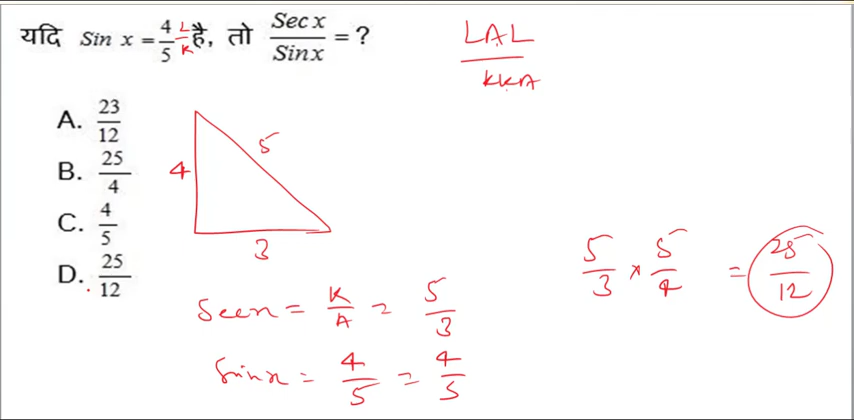 यदि Sin x = 4/5 L/K है, तो Sec x/Sin x = ?
LAL/KKA
A. 23/12
B. 25/4
C. 4/5
D. 25/12
4
5
3
5/3 × 5/4 = 25/12
Secx = K/A = 5/3
Sinx = 4/5 = 4/5